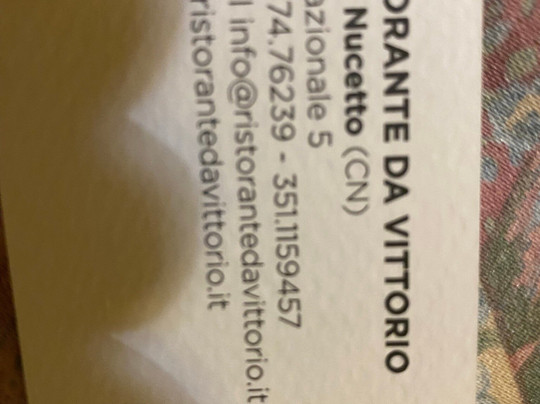 ORANTE DA VITTORIO
Nucetto (CN)
azionale 5
74.76239 - 351.1159457
l info@ristorantedavittorio.it
ristorantedavittorio.it